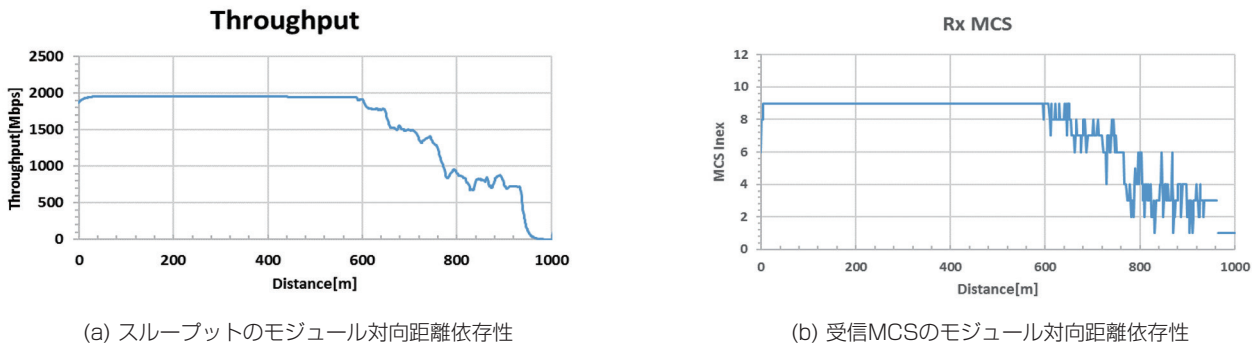 Throughput
2500
2000
1500
1000
500
0
Throughput[Mbps]
0 200 400 600 800 1000
Distance[m]
(a) スループットのモジュール対向距離依存性
Rx MCS
12
10
8
6
4
2
0
MCS Inex
0 200 400 600 800 1000
Distance[m]
(b) 受信MCSのモジュール対向距離依存性